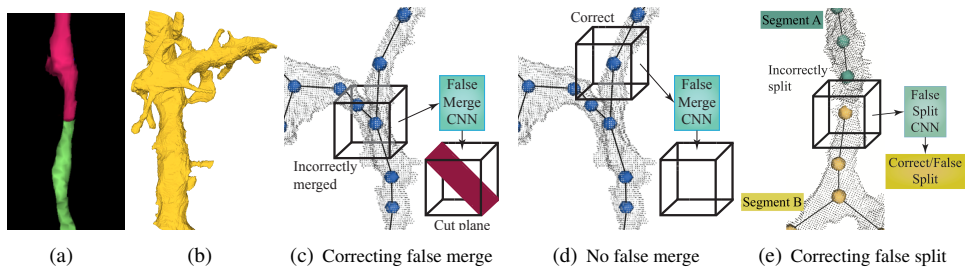 Incorrectly
merged
False
Merge
CNN
Cut plane
Correct
False
Merge
CNN
Segment A
Incorrectly
split
False
Split
CNN
Correct/False
Split
Segment B
(a)
(b)
(c) Correcting false merge
(d) No false merge
(e) Correcting false split